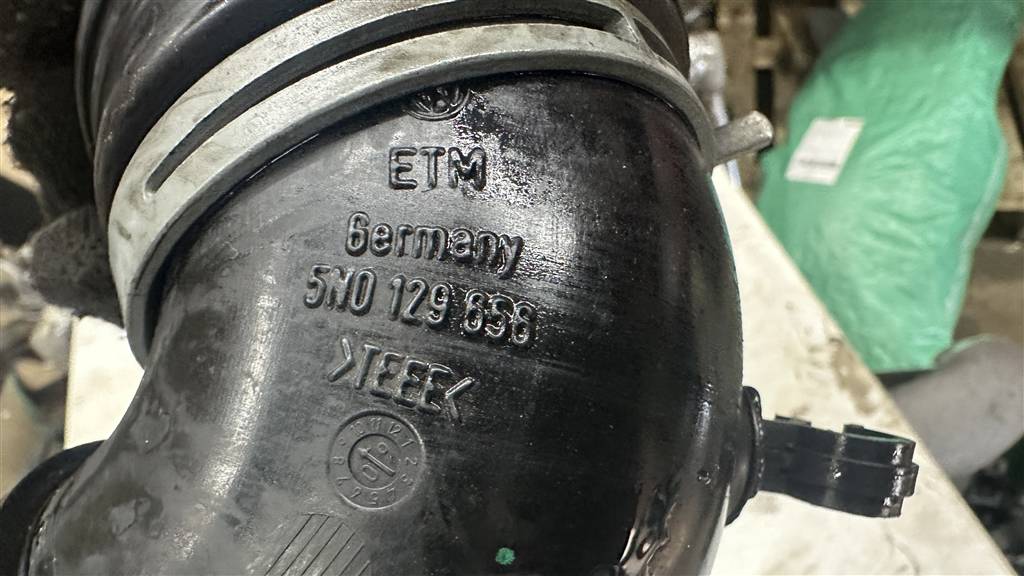 ETM
Germany
5N0 129 656
>TEEE<